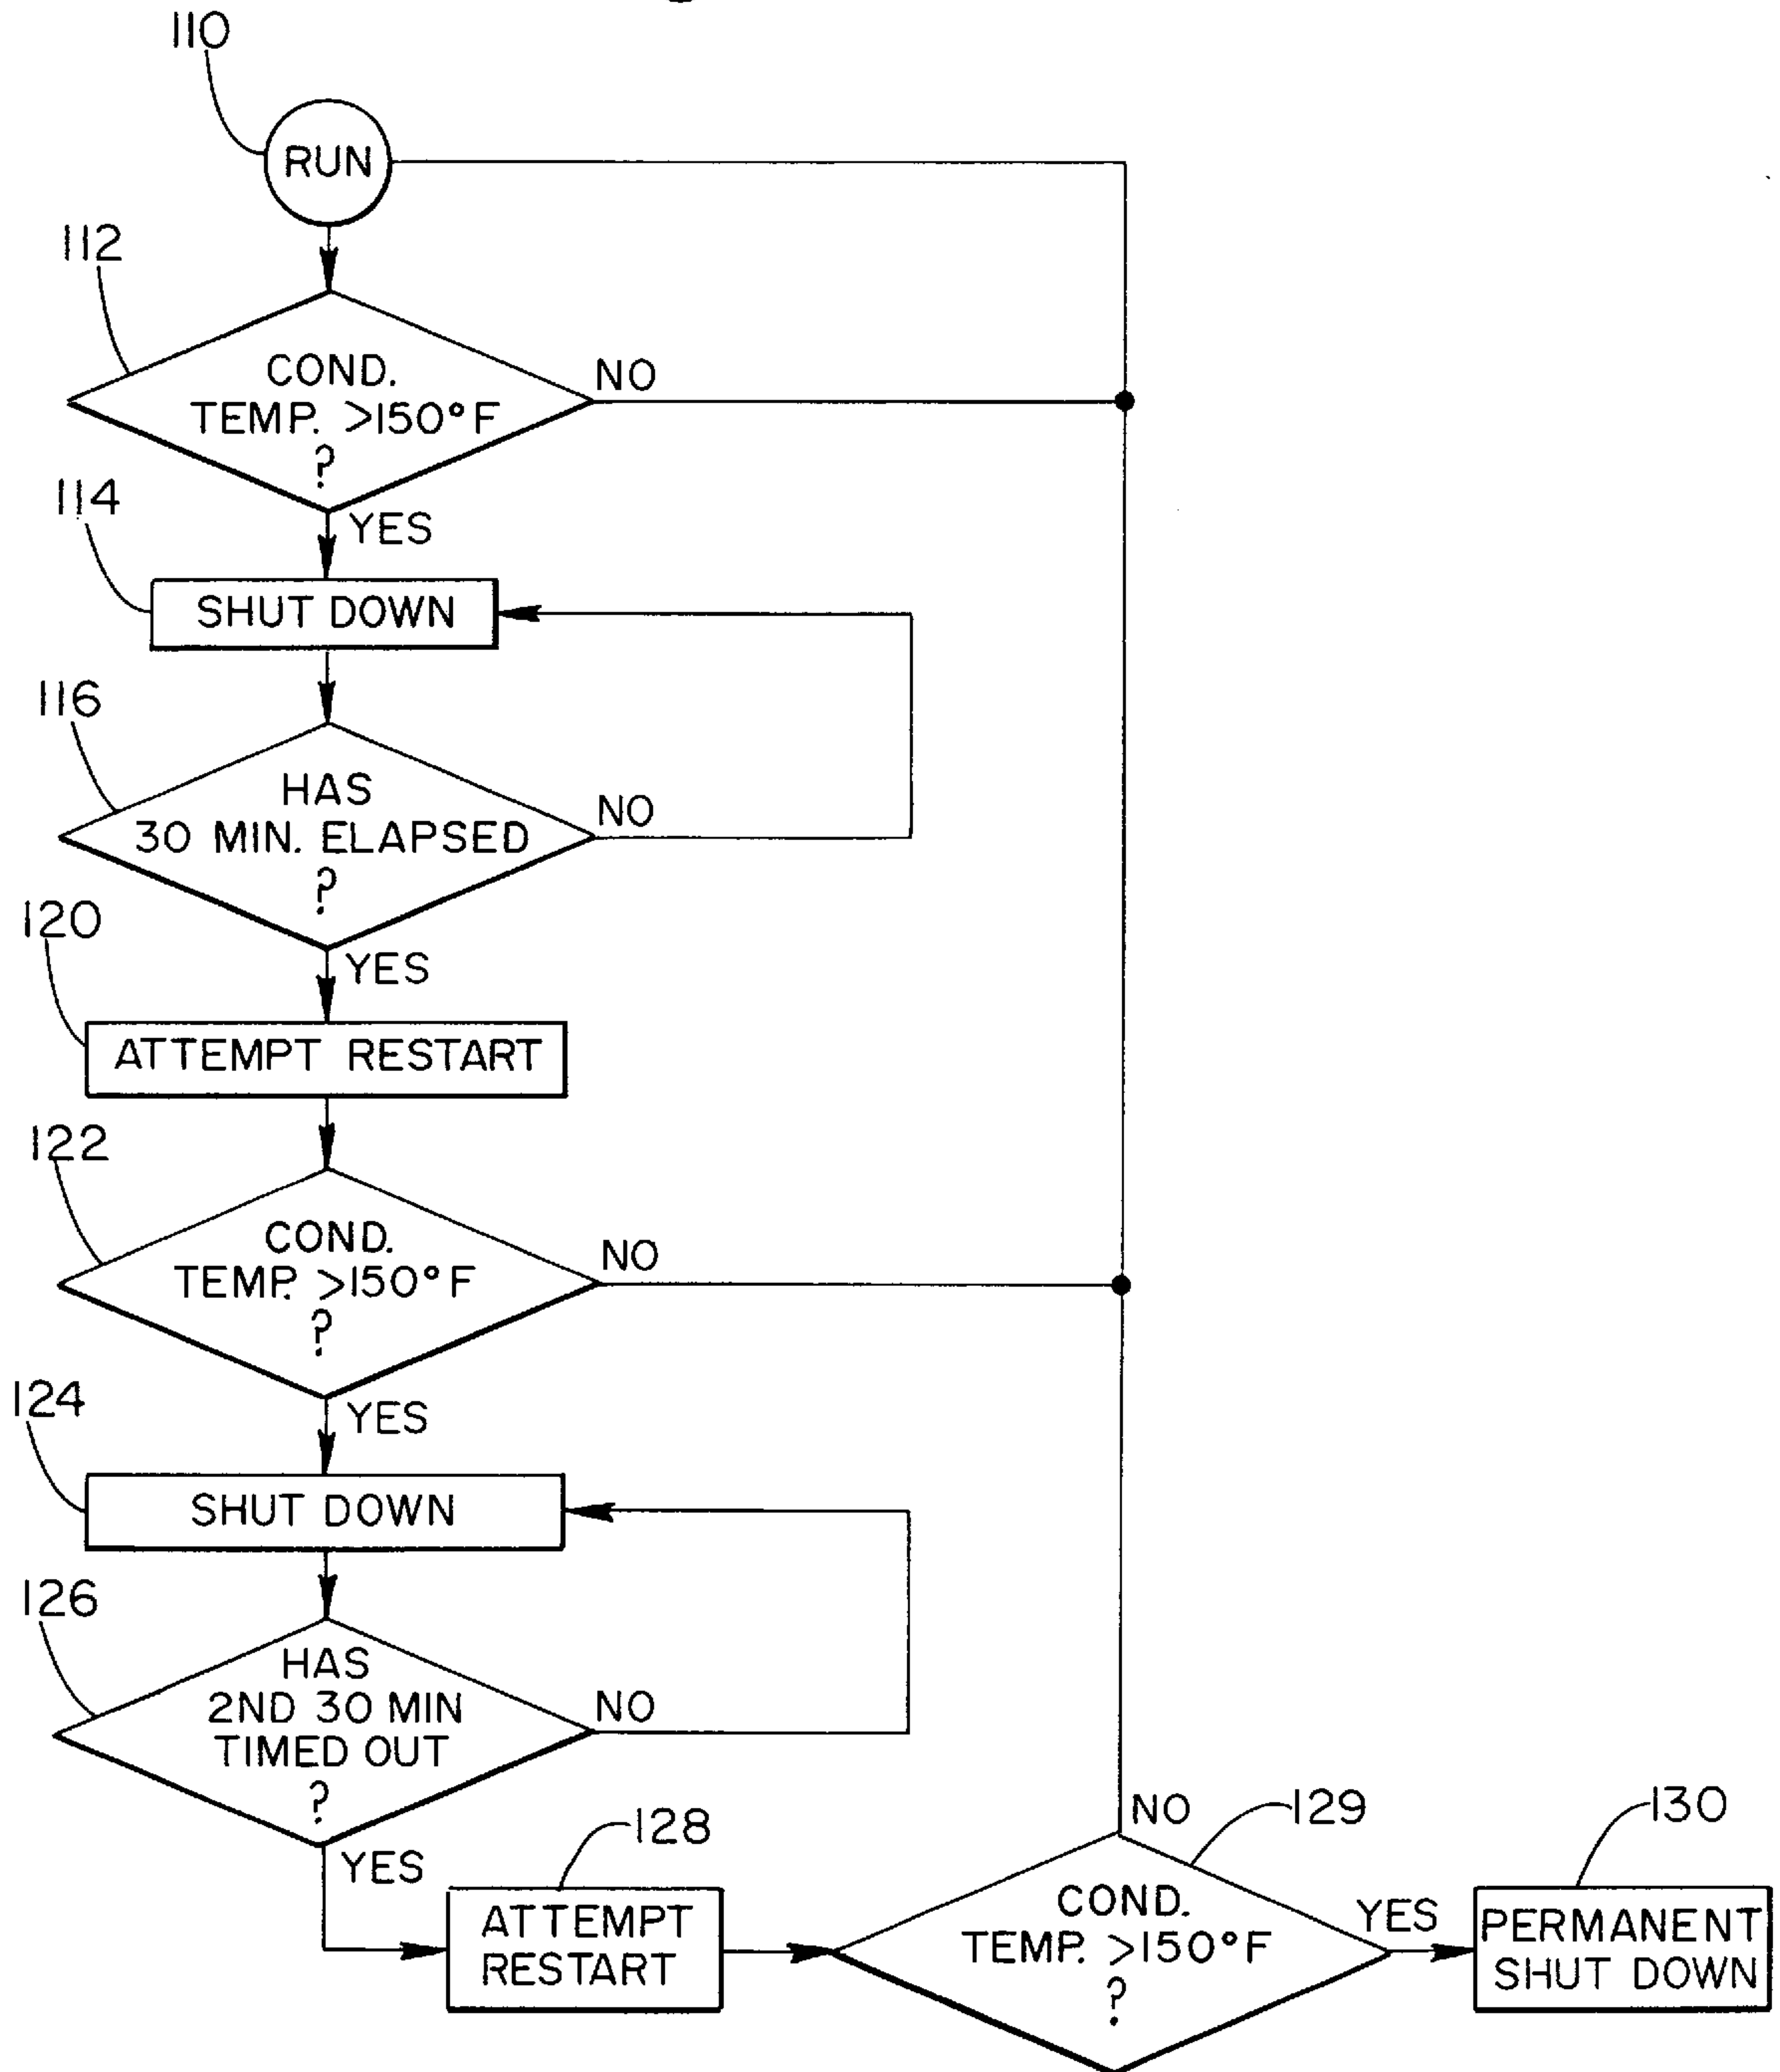 110
RUN
112
COND.
TEMP. >150°F
?
NO
YES
114
SHUT DOWN
116
HAS
30 MIN. ELAPSED
?
NO
YES
120
ATTEMPT RESTART
122
COND.
TEMP. >150°F
?
NO
YES
124
SHUT DOWN
126
HAS
2ND 30 MIN
TIMED OUT
?
NO
YES
128
ATTEMPT
RESTART
129
NO
COND.
TEMP. >150°F
?
YES
130
PERMANENT
SHUT DOWN